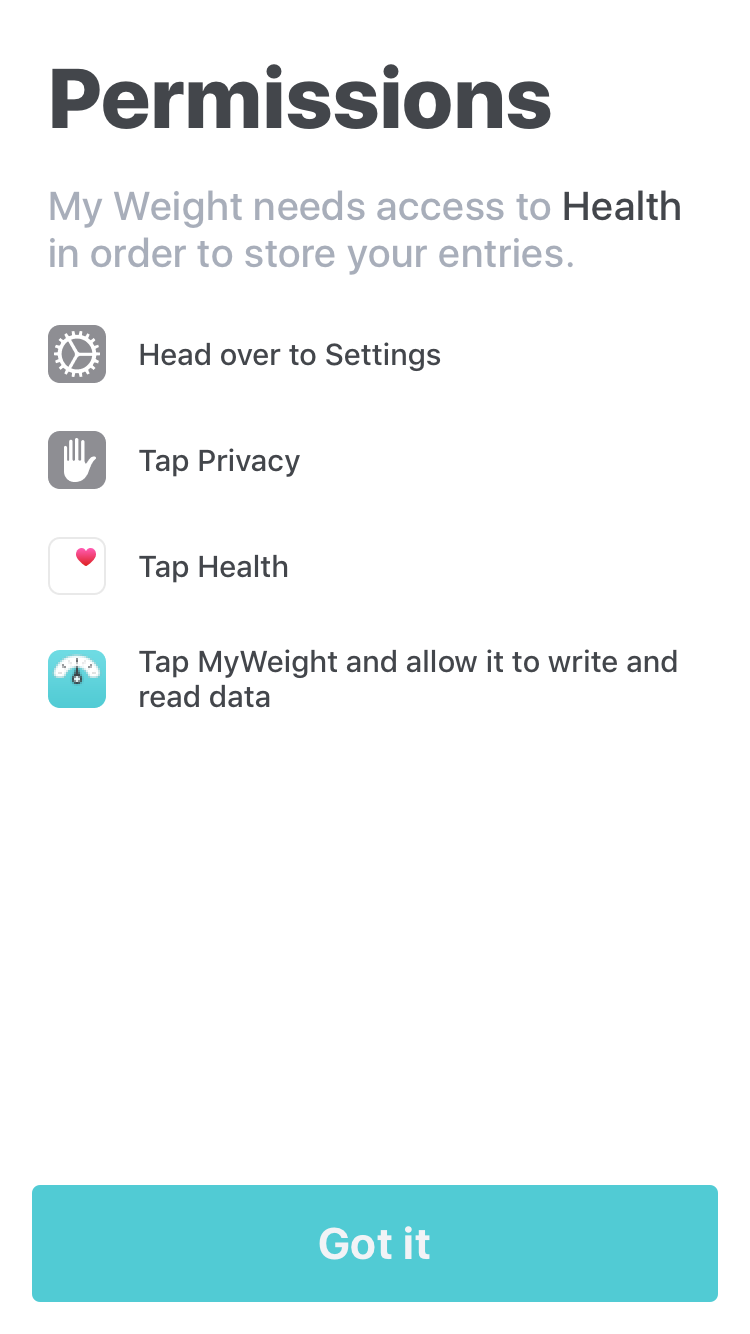 Permissions
My Weight needs access to Health
in order to store your entries.
Head over to Settings
Tap Privacy
Tap Health
Tap MyWeight and allow it to write and
read data
Got it